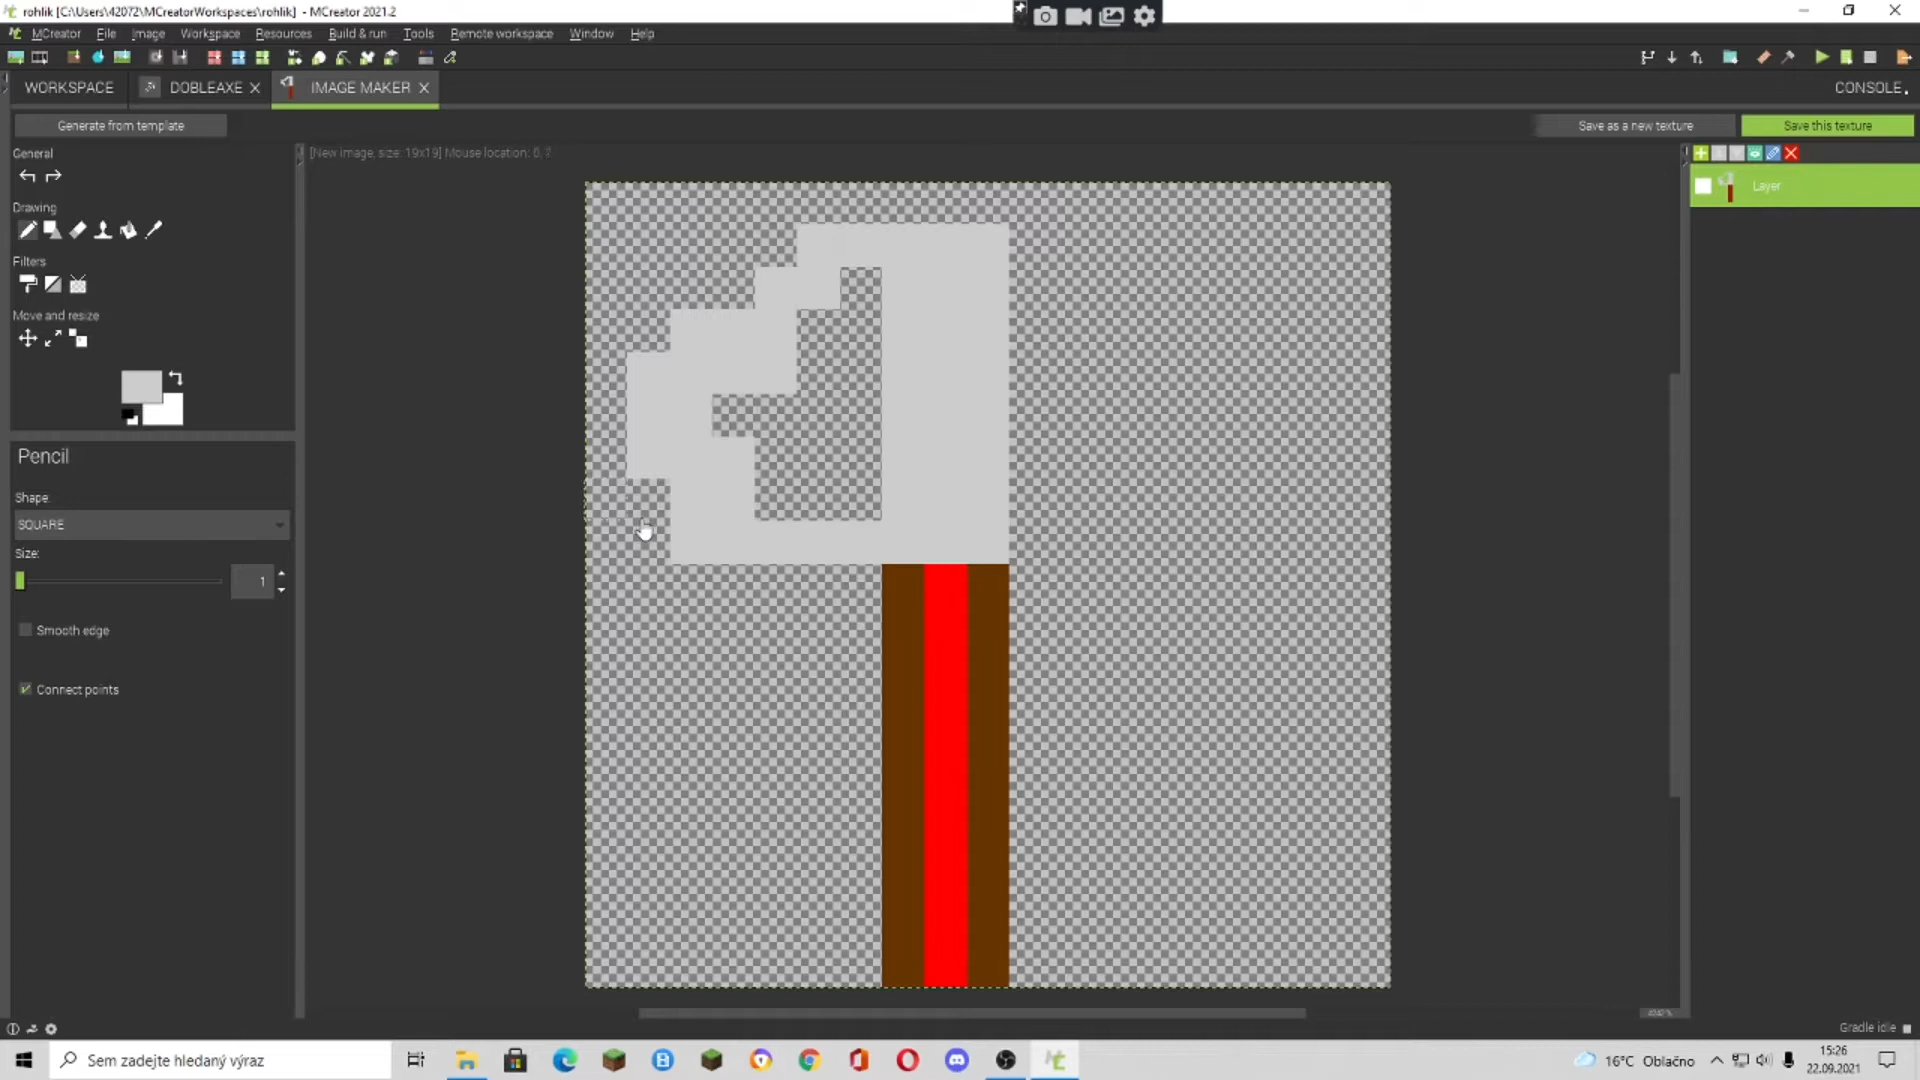 rohlik [C:\Users\42072\MCreatorWorkspaces\rohlik] - MCreator 2021.2
MCreator File Image Workspace Resources Build & run Tools Remote workspace Window Help
WORKSPACE DOBLEAXE IMAGE MAKER CONSOLE
Generate from template Save as a new texture Save this texture
General [New image, size: 19x19] Mouse location: 0, 7
Layer
Drawing
Filters
Move and resize
Pencil
Shape:
SQUARE
Size:
1
Smooth edge
Connect points
Gradle idle
Sem zadejte hledaný výraz 16°C Oblačno 15:26
22.09.2021